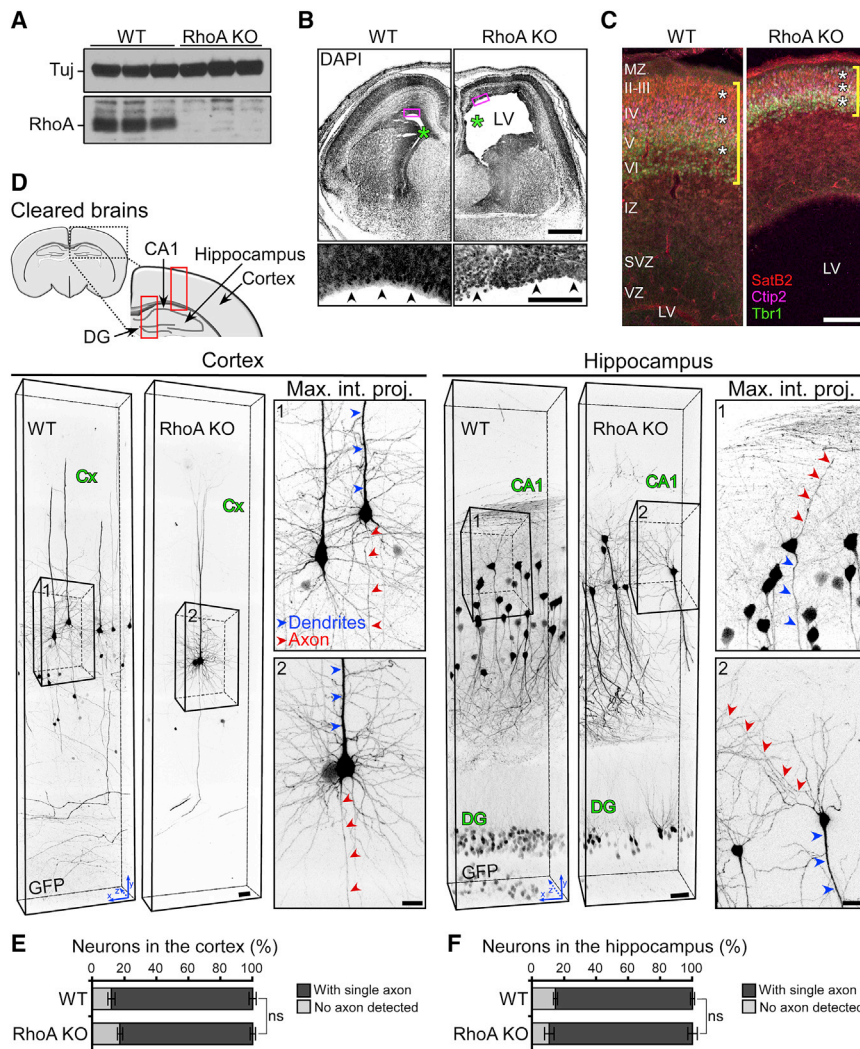 A
WT RhoA KO
Tuj
RhoA
B
WT RhoA KO
DAPI
*
*
LV
C
WT RhoA KO
MZ
II-III
IV
V
VI
IZ
SVZ
VZ
LV
*
*
*
*
*
*
LV
SatB2
Ctip2
Tbr1
D
Cleared brains
CA1
Hippocampus
Cortex
DG
Cortex
WT
Cx
1
GFP
x z y
RhoA KO
Cx
2
Max. int. proj.
1
Dendrites
Axon
2
Hippocampus
WT
CA1
1
DG
GFP
x z y
RhoA KO
2
DG
Max. int. proj.
1
2
E
Neurons in the cortex (%)
0 20 40 60 80 100
WT
RhoA KO
ns
With single axon
No axon detected
F
Neurons in the hippocampus (%)
0 20 40 60 80 100
WT
RhoA KO
ns
With single axon
No axon detected